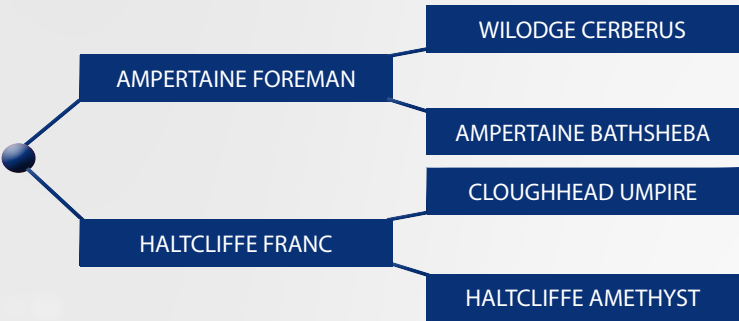 WILODGE CERBERUS
AMPERTAINE FOREMAN
AMPERTAINE BATHSHEBA
CLOUGHHEAD UMPIRE
HALTCLIFFE FRANC
HALTCLIFFE AMETHYST